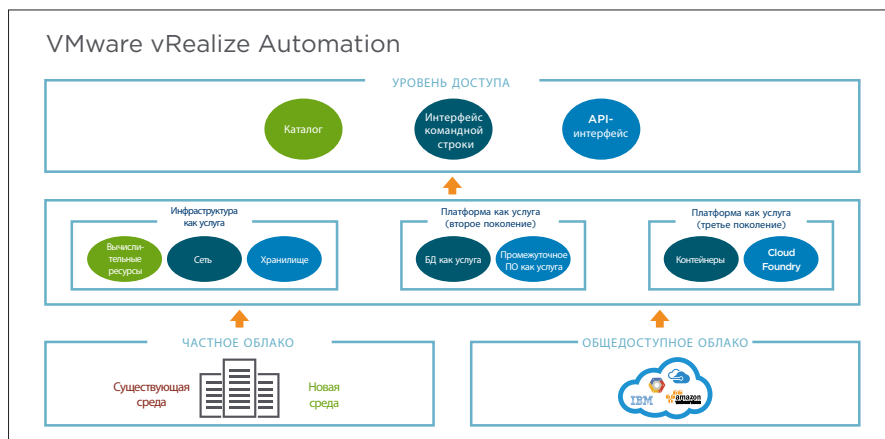 VMware vRealize Automation
УРОВЕНЬ ДОСТУПА
Каталог
Интерфейс
командной
строки
API-
интерфейс
Инфраструктура
как услуга
Вычисли-
тельные
ресурсы
Сеть
Хранилище
Платформа как услуга
(второе поколение)
БД как услуга
Промежуточное
ПО как услуга
Платформа как услуга
(третье поколение)
Контейнеры
Cloud
Foundry
ЧАСТНОЕ ОБЛАКО
Существующая
среда
Новая
среда
ОБЩЕДОСТУПНОЕ ОБЛАКО
IBM
amazon